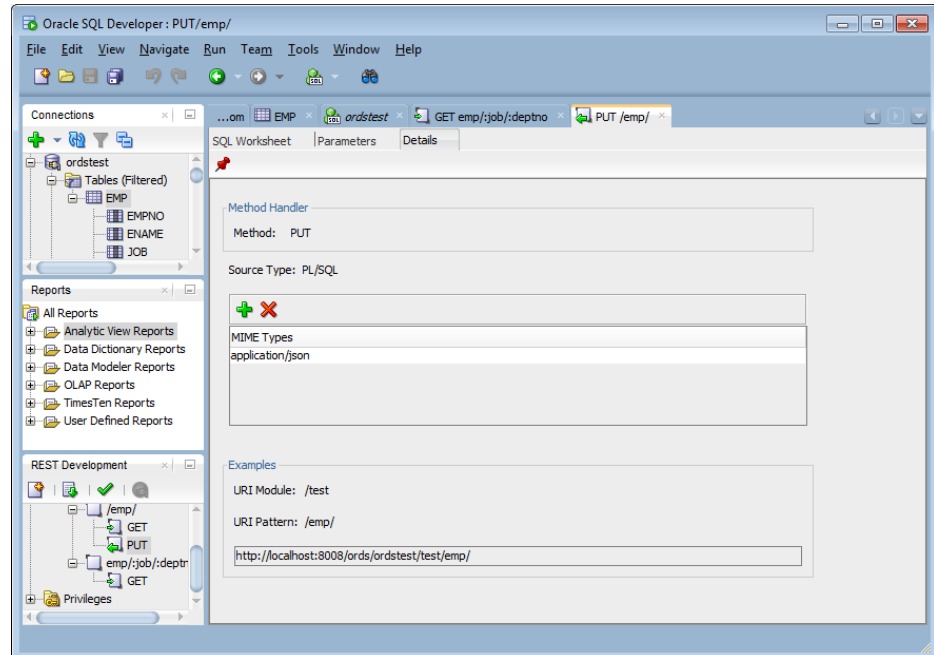 Oracle SQL Developer : PUT/emp/
File Edit View Navigate Run Team Tools Window Help
Connections
...om EMP ordstest GET emp/:job/:deptno PUT /emp/
SQL Worksheet Parameters Details
ordstest
Tables (Filtered)
EMP
EMPNO
ENAME
JOB
Method Handler
Method: PUT
Source Type: PL/SQL
MIME Types
application/json
Reports
All Reports
Analytic View Reports
Data Dictionary Reports
Data Modeler Reports
OLAP Reports
TimesTen Reports
User Defined Reports
REST Development
/emp/
GET
PUT
emp/:job/:deptr
GET
Privileges
Examples
URI Module: /test
URI Pattern: /emp/
http://localhost:8008/ords/ordstest/test/emp/